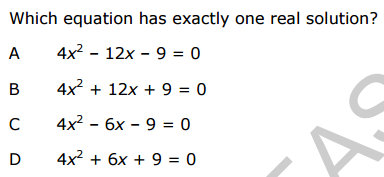 Which equation has exactly one real solution?
A 4x² – 12x – 9 = 0
B 4x² + 12x + 9 = 0
C 4x² – 6x – 9 = 0
D 4x² + 6x + 9 = 0